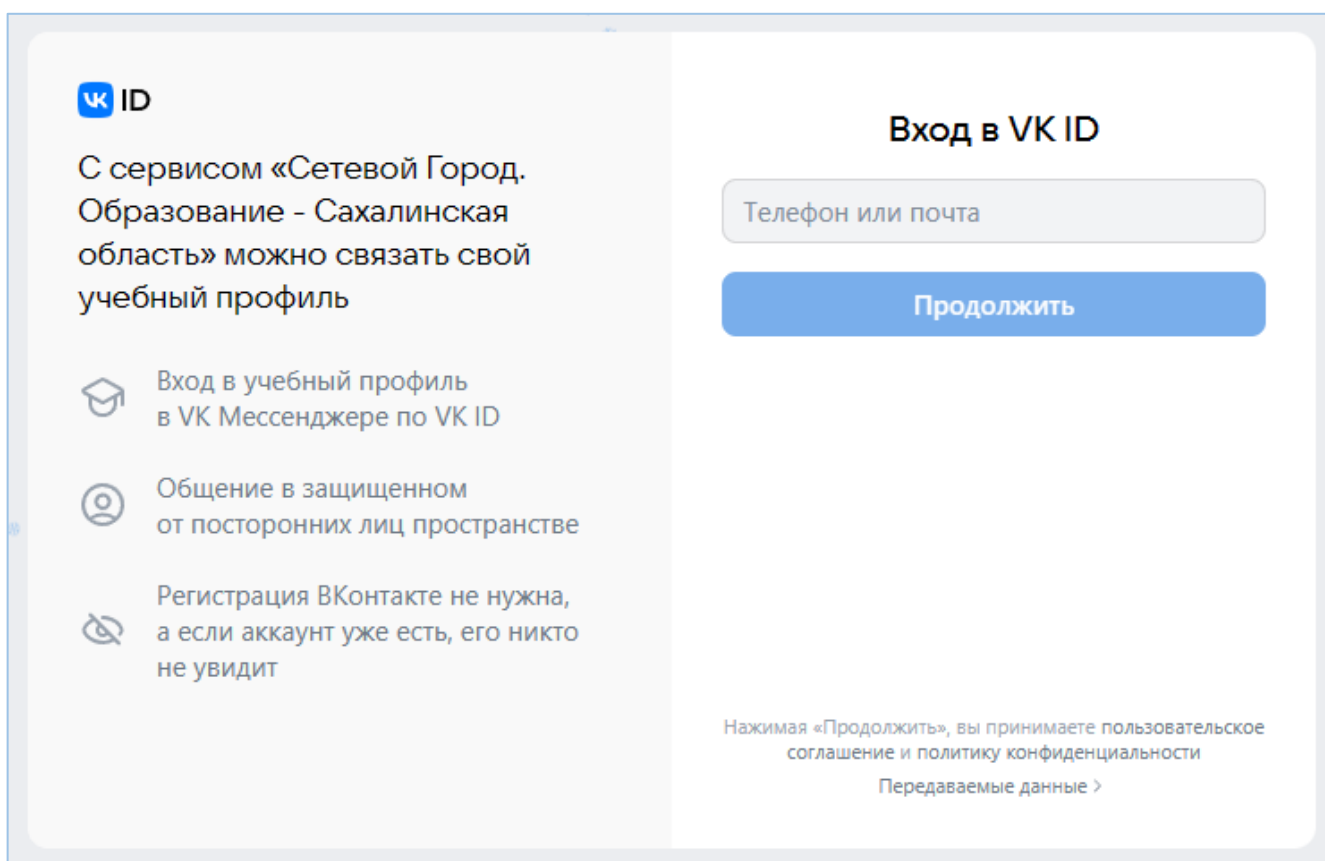 VK ID
С сервисом «Сетевой Город.
Образование - Сахалинская
область» можно связать свой
учебный профиль
Вход в учебный профиль
в VK Мессенджере по VK ID
Общение в защищенном
от посторонних лиц пространстве
Регистрация ВКонтакте не нужна,
а если аккаунт уже есть, его никто
не увидит
Вход в VK ID
Телефон или почта
Продолжить
Нажимая «Продолжить», вы принимаете пользовательское
соглашение и политику конфиденциальности
Передаваемые данные >